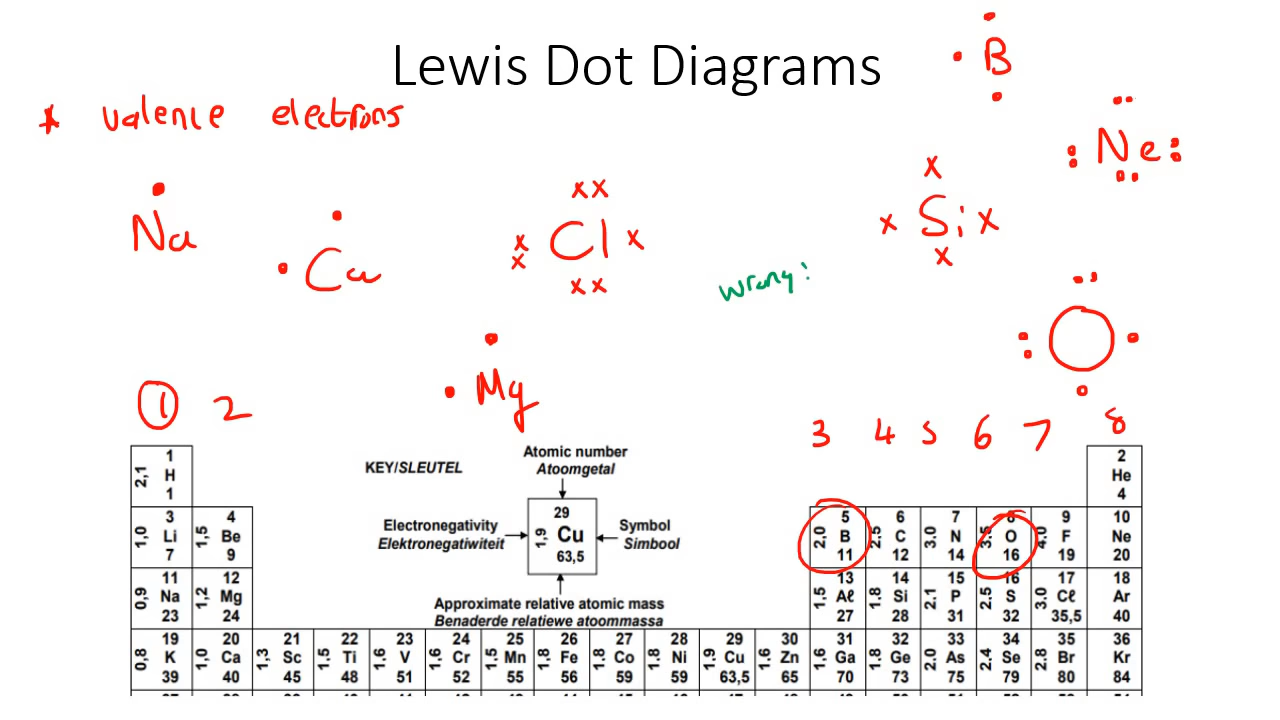 Lewis Dot Diagrams
* valence electrons
B
Ne
Na
Ca
Cl
Si
wrong:
O
Mg
1 2 3 4 5 6 7 8
KEY/SLEUTEL
Atomic number
Atoomgetal
Electronegativity
Elektronegatiwiteit
29
1,9 Cu
63,5
Symbol
Simbool
Approximate relative atomic mass
Benaderde relatiewe atoommassa
1 2
2,1 H He
1 4
3 4 5 6 7 8 9 10
1,0 Li 1,5 Be 2,0 B 2,5 C 3.0 N 3,5 O 4,0 F Ne
7 9 11 12 14 16 19 20
11 12 13 14 15 16 17 18
0,9 Na 1,2 Mg 1,5 Aℓ 1,8 Si 2,1 P 2,5 S 3.0 Cℓ Ar
23 24 27 28 31 32 35,5 40
19 20 21 22 23 24 25 26 27 28 29 30 31 32 33 34 35 36
0,8 K 1,0 Ca 1,3 Sc 1,5 Ti 1,6 V 1,6 Cr 1,5 Mn 1,8 Fe 1,8 Co 1,8 Ni 1,9 Cu 1,6 Zn 1,6 Ga 1,8 Ge 2,0 As 2,4 Se 2,8 Br Kr
39 40 45 48 51 52 55 56 59 59 63,5 65 70 73 75 79 80 84